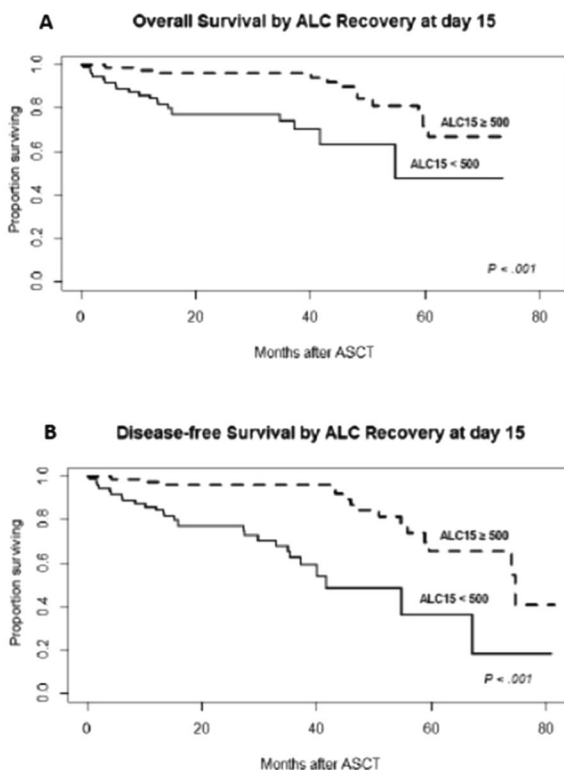 A
Overall Survival by ALC Recovery at day 15
Proportion surviving
1.0
0.8
0.6
0.4
0.2
0.0
ALC15 ≥ 500
ALC15 < 500
P < .001
0 20 40 60 80
Months after ASCT
B
Disease-free Survival by ALC Recovery at day 15
Proportion surviving
1.0
0.8
0.6
0.4
0.2
0.0
ALC15 ≥ 500
ALC15 < 500
P < .001
0 20 40 60 80
Months after ASCT